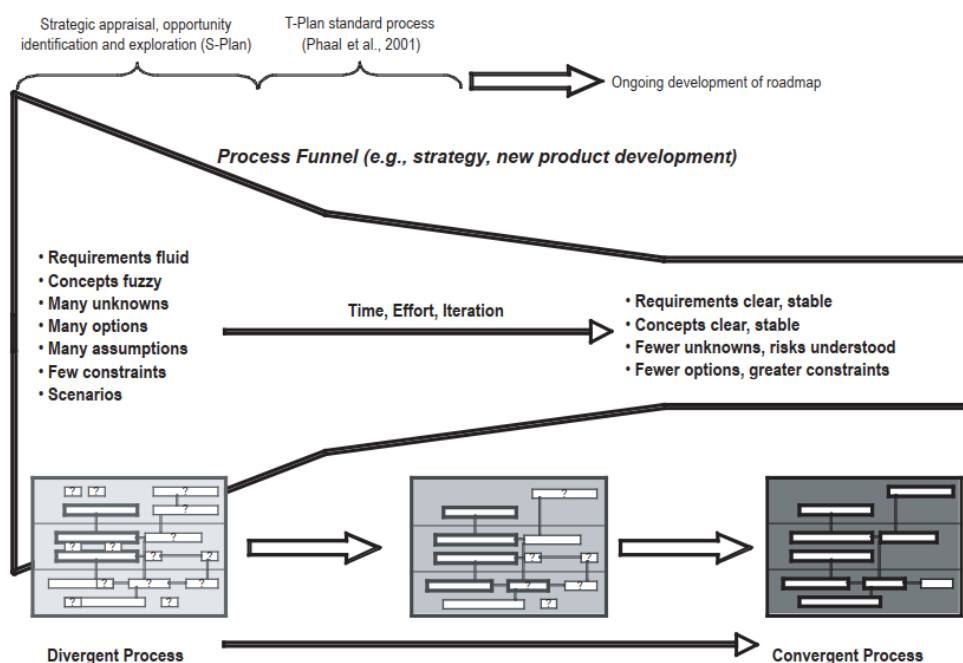 Strategic appraisal, opportunity
identification and exploration (S-Plan)
T-Plan standard process
(Phaal et al., 2001)
Ongoing development of roadmap
Process Funnel (e.g., strategy, new product development)
• Requirements fluid
• Concepts fuzzy
• Many unknowns
• Many options
• Many assumptions
• Few constraints
• Scenarios
Time, Effort, Iteration
• Requirements clear, stable
• Concepts clear, stable
• Fewer unknowns, risks understood
• Fewer options, greater constraints
? ? ?
?
?
? ?
? ?
? ? ?
?
?
?
? ?
? ?
?
Divergent Process
Convergent Process